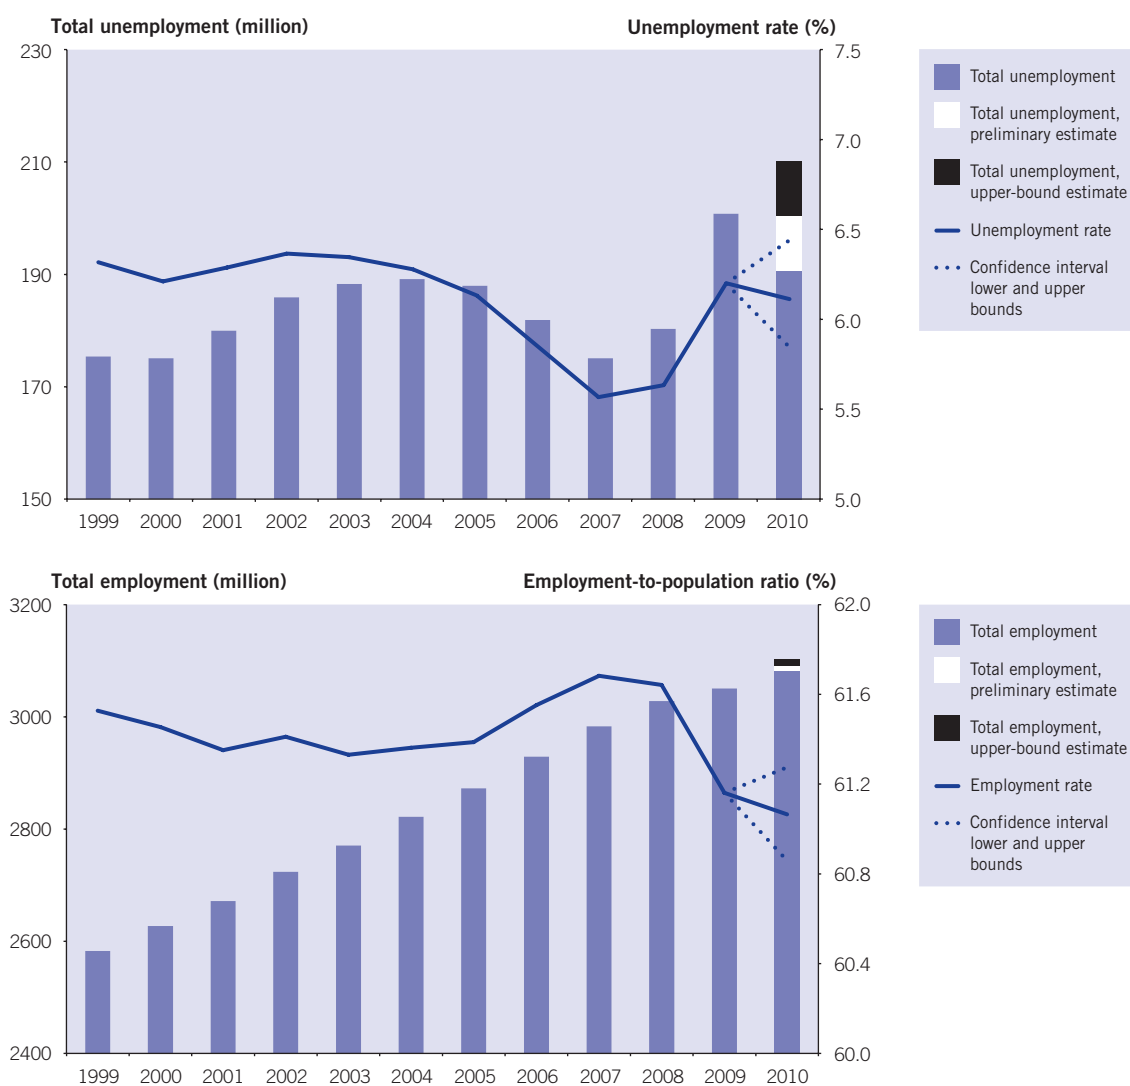 Total unemployment (million)
Unemployment rate (%)
230
210
190
170
150
7.5
7.0
6.5
6.0
5.5
5.0
1999 2000 2001 2002 2003 2004 2005 2006 2007 2008 2009 2010
Total unemployment
Total unemployment,
preliminary estimate
Total unemployment,
upper-bound estimate
Unemployment rate
Confidence interval
lower and upper
bounds
Total employment (million)
Employment-to-population ratio (%)
3200
3000
2800
2600
2400
62.0
61.6
61.2
60.8
60.4
60.0
1999 2000 2001 2002 2003 2004 2005 2006 2007 2008 2009 2010
Total employment
Total employment,
preliminary estimate
Total employment,
upper-bound estimate
Employment rate
Confidence interval
lower and upper
bounds